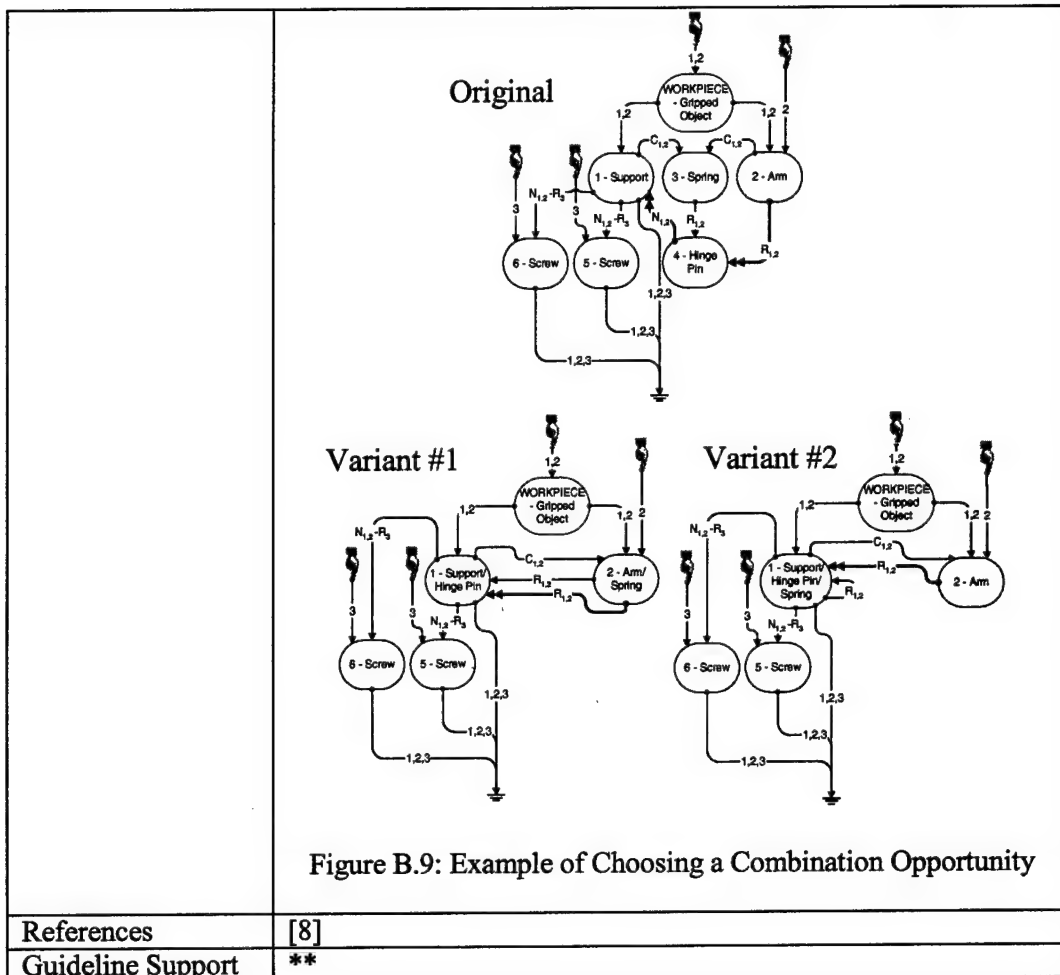 Original
1,2
WORKPIECE
- Gripped
Object
1,2
1,2
2
C1,2
C1,2
1 - Support
3 - Spring
2 - Arm
3
3
N1,2-R3
N1,2-R3
N1,2
R1,2
R1,2
6 - Screw
5 - Screw
4 - Hinge
Pin
1,2,3
1,2,3
1,2,3
Variant #1
1,2
WORKPIECE
- Gripped
Object
1,2
1,2
2
N1,2-R3
C1,2
1 - Support/
Hinge Pin
R1,2
R1,2
2 - Arm/
Spring
3
3
N1,2-R3
6 - Screw
5 - Screw
1,2,3
1,2,3
1,2,3
Variant #2
1,2
WORKPIECE
- Gripped
Object
1,2
1,2
2
N1,2-R3
C1,2
1 - Support/
Hinge Pin/
Spring
R1,2
R1,2
2 - Arm
3
3
N1,2-R3
6 - Screw
5 - Screw
1,2,3
1,2,3
1,2,3
Figure B.9: Example of Choosing a Combination Opportunity
References
[8]
Guideline Support
**